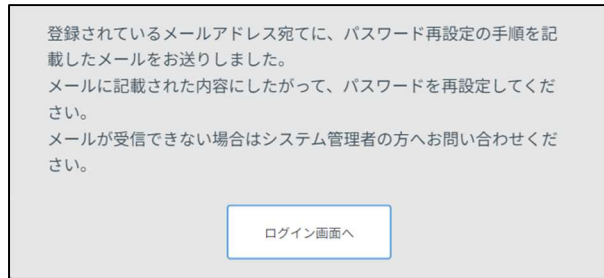 登録されているメールアドレス宛てに、パスワード再設定の手順を記
載したメールをお送りしました。
メールに記載された内容にしたがって、パスワードを再設定してくだ
さい。
メールが受信できない場合はシステム管理者の方へお問い合わせくだ
さい。
ログイン画面へ